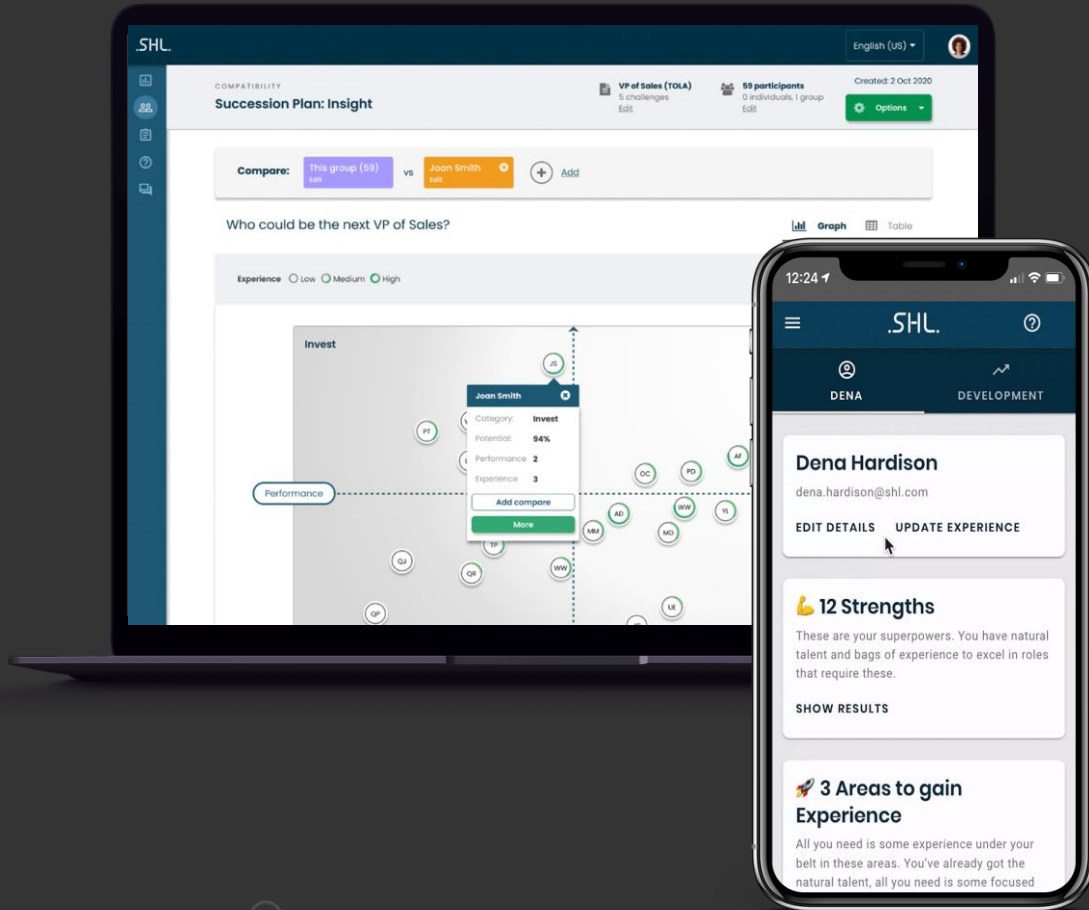 .SHL.
English (US)
COMPATIBILITY
Succession Plan: Insight
VP of Sales (TOLA)
5 challenges
Edit
59 participants
0 individuals, 1 group
Edit
Created: 2 Oct 2020
Options
Compare:
This group (59)
Edit
vs
Joan Smith
Edit
Add
Who could be the next VP of Sales?
Graph
Table
Experience
Low
Medium
High
Invest
JS
Joan Smith
Category: Invest
Potential: 94%
Performance 2
Experience 3
Add compare
More
PT
Performance
OC
PD
AF
AD
WW
YL
MM
MO
TP
QJ
QR
WW
QP
UE
12:24
.SHL.
DENA
DEVELOPMENT
Dena Hardison
dena.hardison@shl.com
EDIT DETAILS UPDATE EXPERIENCE
💪 12 Strengths
These are your superpowers. You have natural
talent and bags of experience to excel in roles
that require these.
SHOW RESULTS
🚀 3 Areas to gain
Experience
All you need is some experience under your
belt in these areas. You've already got the
natural talent, all you need is some focused